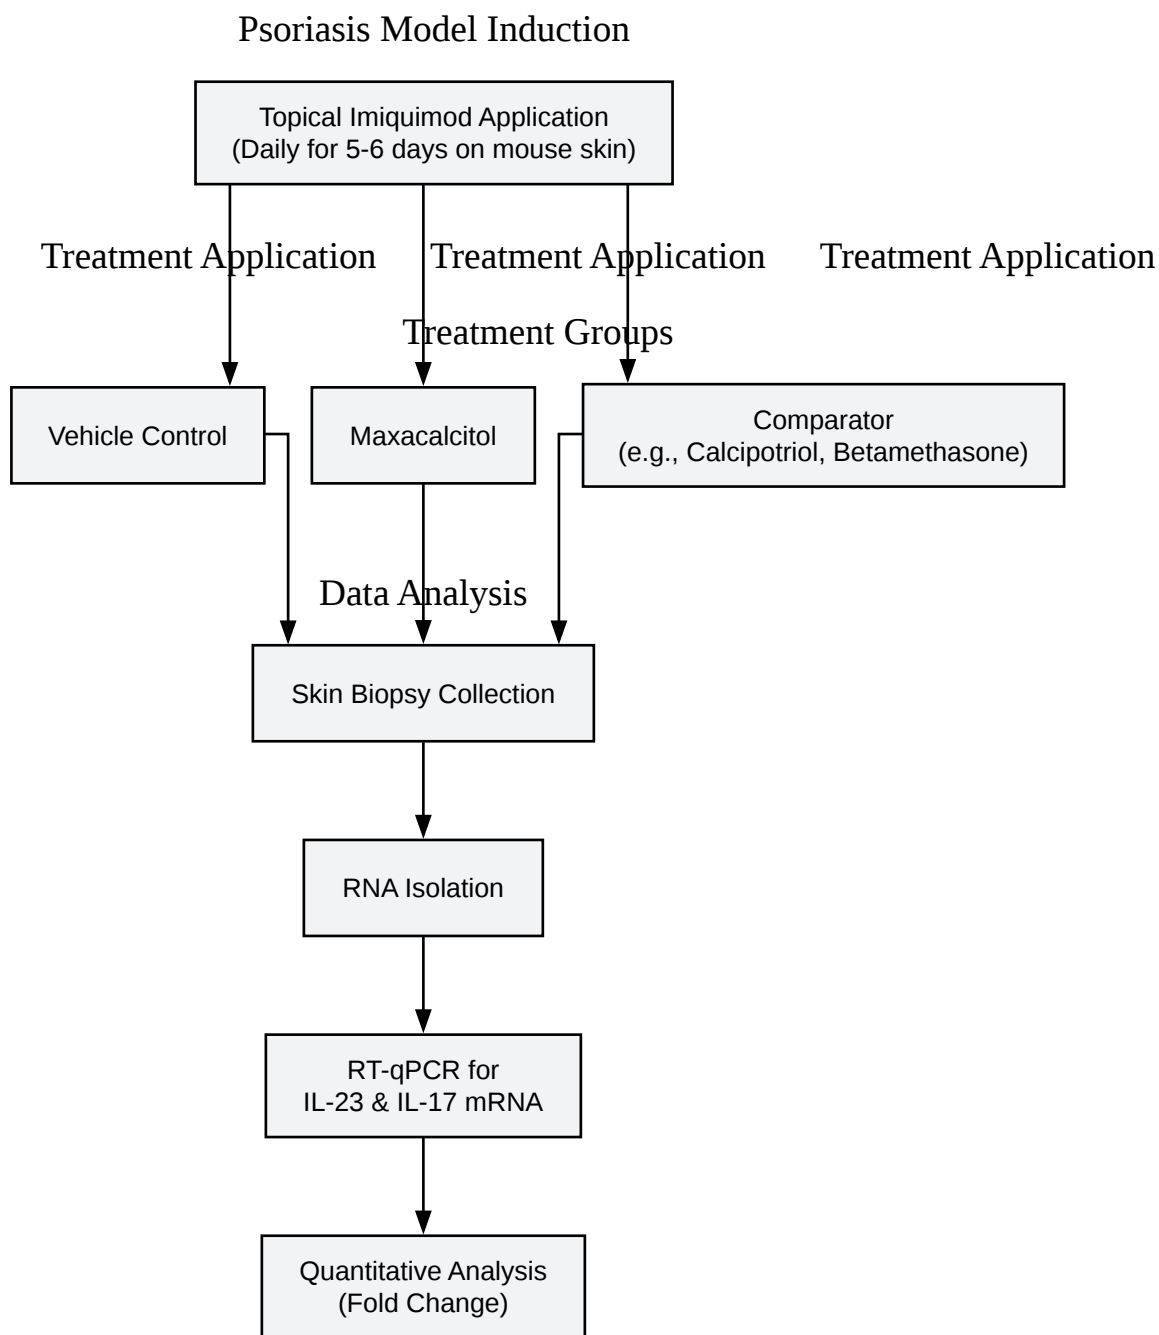 Psoriasis Model Induction
Topical Imiquimod Application
(Daily for 5-6 days on mouse skin)
Treatment Application
Treatment Application
Treatment Application
Treatment Groups
Vehicle Control
Maxacalcitol
Comparator
(e.g., Calcipotriol, Betamethasone)
Data Analysis
Skin Biopsy Collection
RNA Isolation
RT-qPCR for
IL-23 & IL-17 mRNA
Quantitative Analysis
(Fold Change)